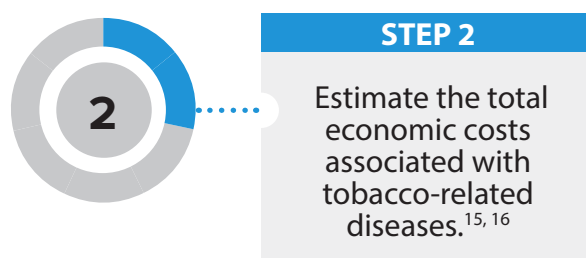 2
STEP 2
Estimate the total
economic costs
associated with
tobacco-related
diseases.15, 16